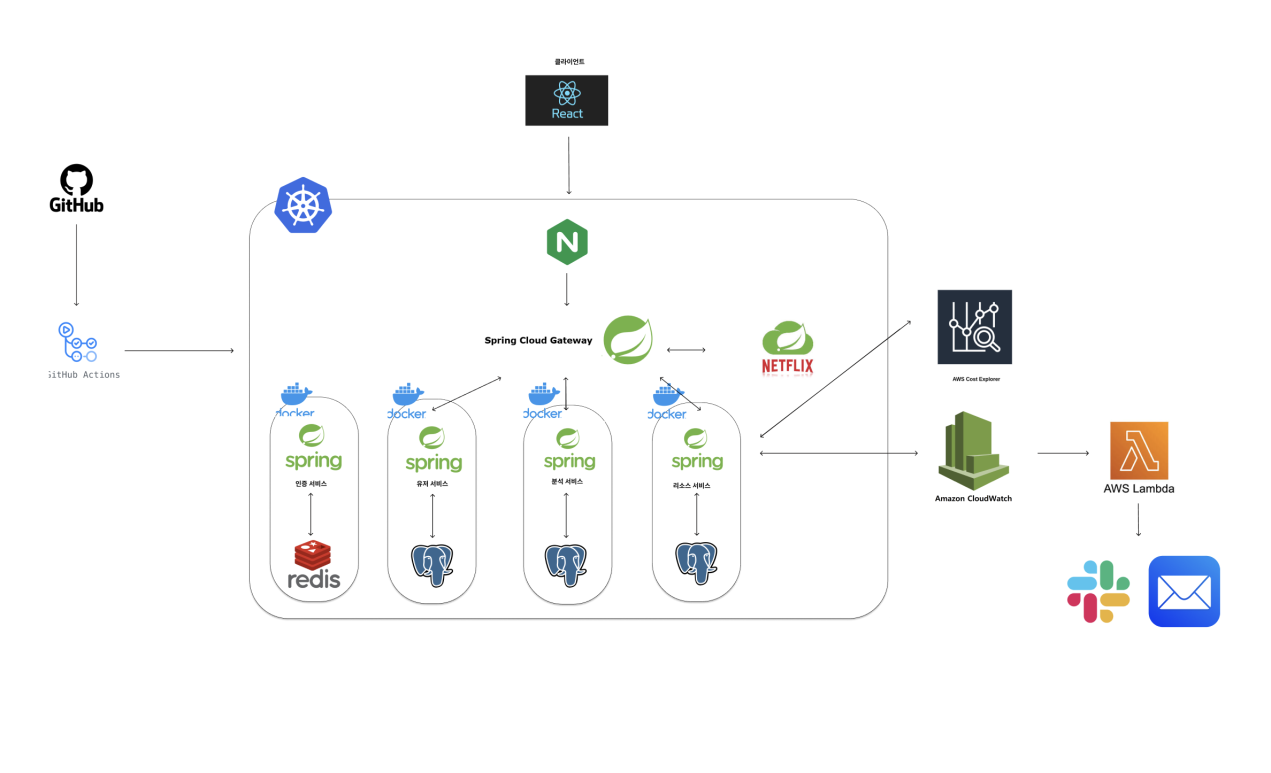 클라이언트
React
GitHub
N
Spring Cloud Gateway
NETFLIX
GitHub Actions
AWS Cost Explorer
docker
docker
docker
docker
spring
spring
spring
spring
인증 서비스
유저 서비스
분석 서비스
리소스 서비스
Amazon CloudWatch
AWS Lambda
redis